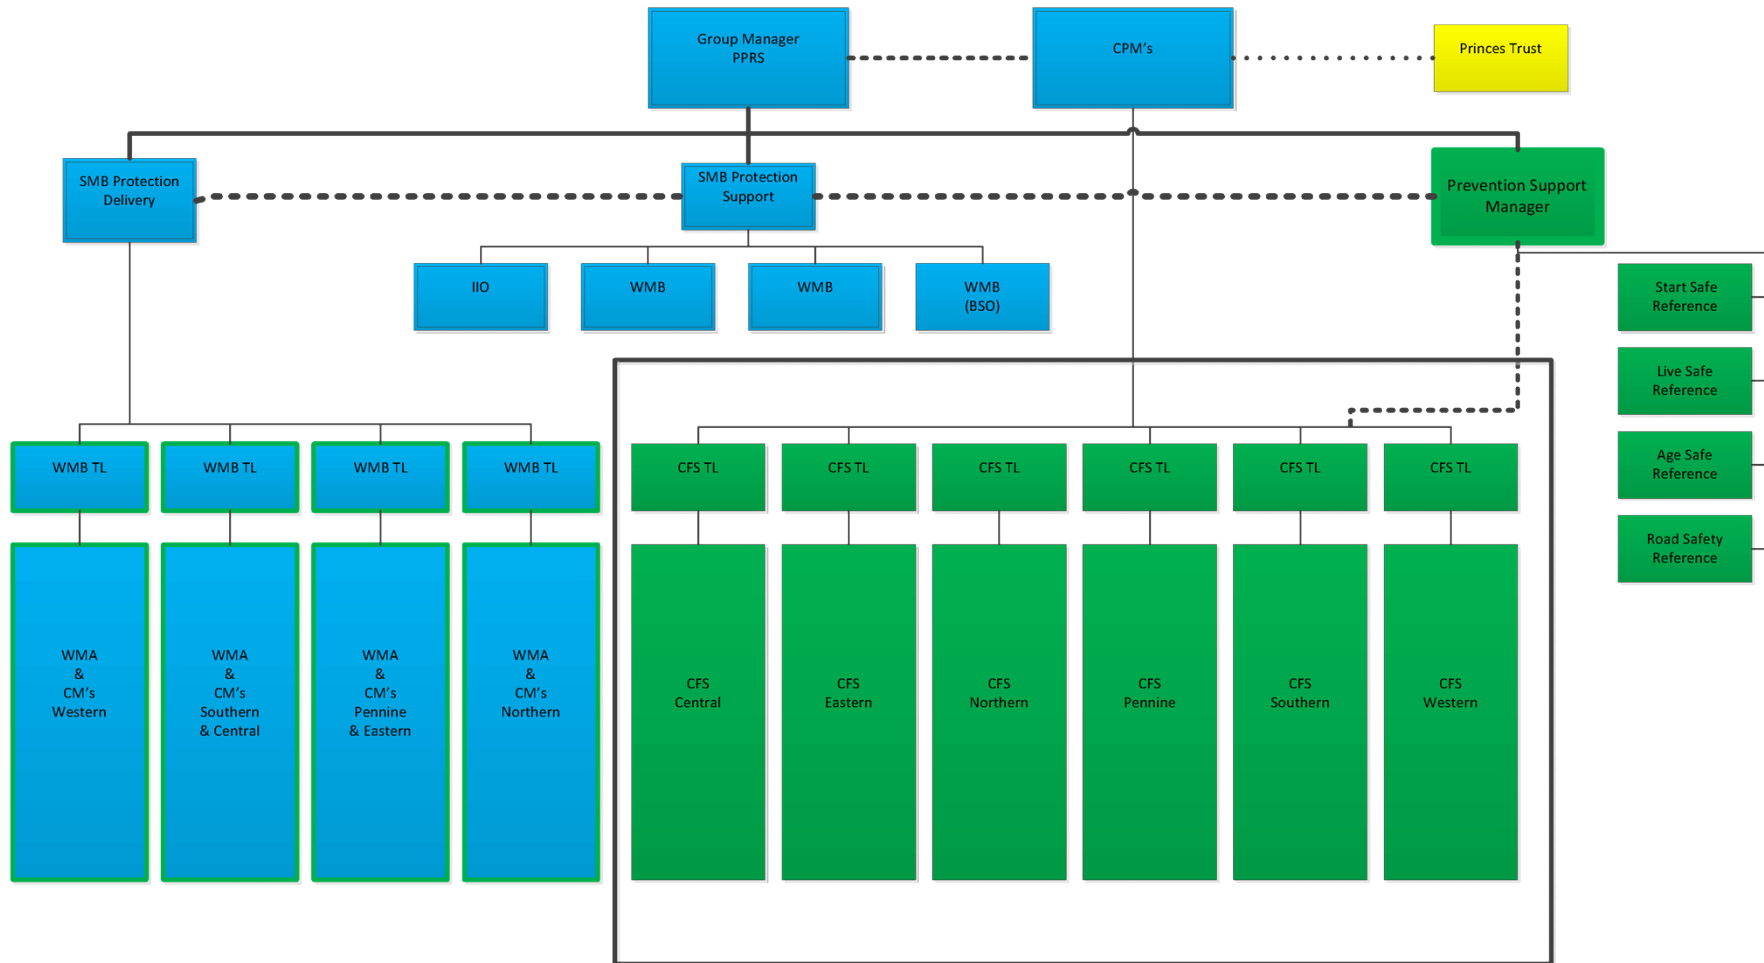 Group Manager
PPRS
CPM's
Princes Trust
SMB Protection
Delivery
SMB Protection
Support
Prevention Support
Manager
IIO
WMB
WMB
WMB
(BSO)
Start Safe
Reference
Live Safe
Reference
Age Safe
Reference
Road Safety
Reference
WMB TL
WMB TL
WMB TL
WMB TL
CFS TL
CFS TL
CFS TL
CFS TL
CFS TL
CFS TL
WMA
&
CM's
Western
WMA
&
CM's
Southern
& Central
WMA
&
CM's
Pennine
& Eastern
WMA
&
CM's
Northern
CFS
Central
CFS
Eastern
CFS
Northern
CFS
Pennine
CFS
Southern
CFS
Western